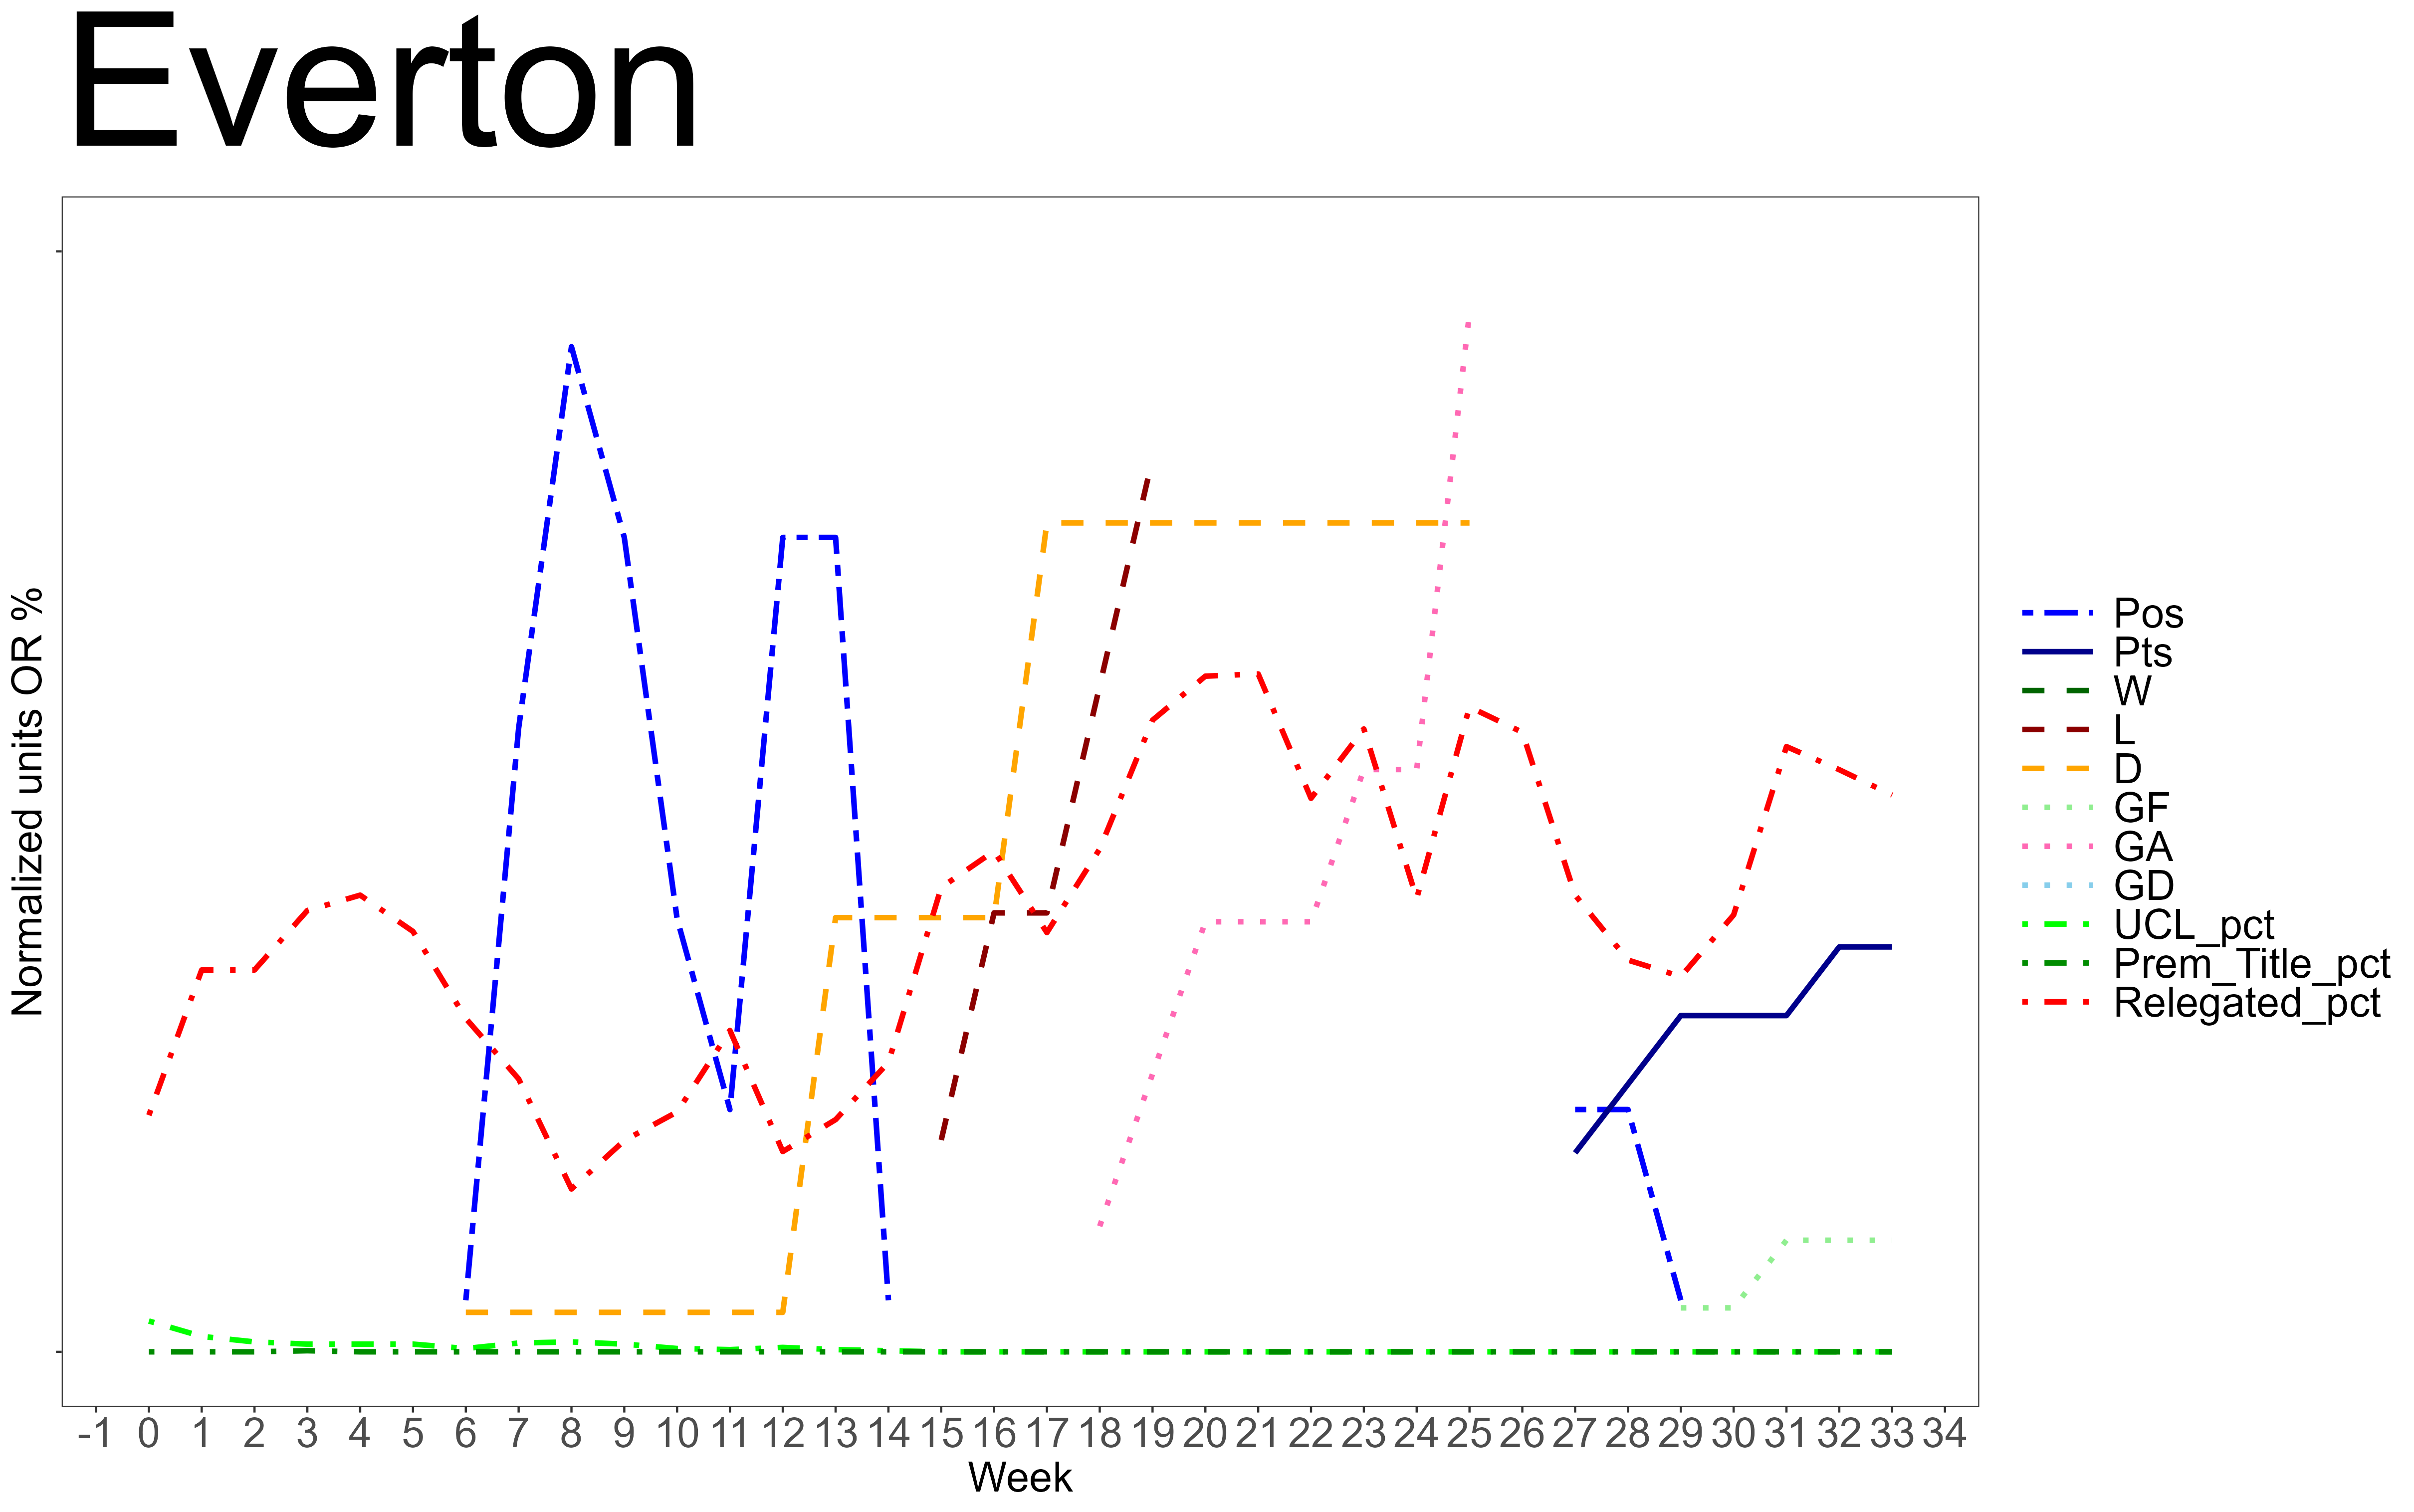 Everton
Normalized units OR %
-1 0 1 2 3 4 5 6 7 8 9 10 11 12 13 14 15 16 17 18 19 20 21 22 23 24 25 26 27 28 29 30 31 32 33 34
Week
Pos
Pts
W
L
D
GF
GA
GD
UCL_pct
Prem_Title_pct
Relegated_pct